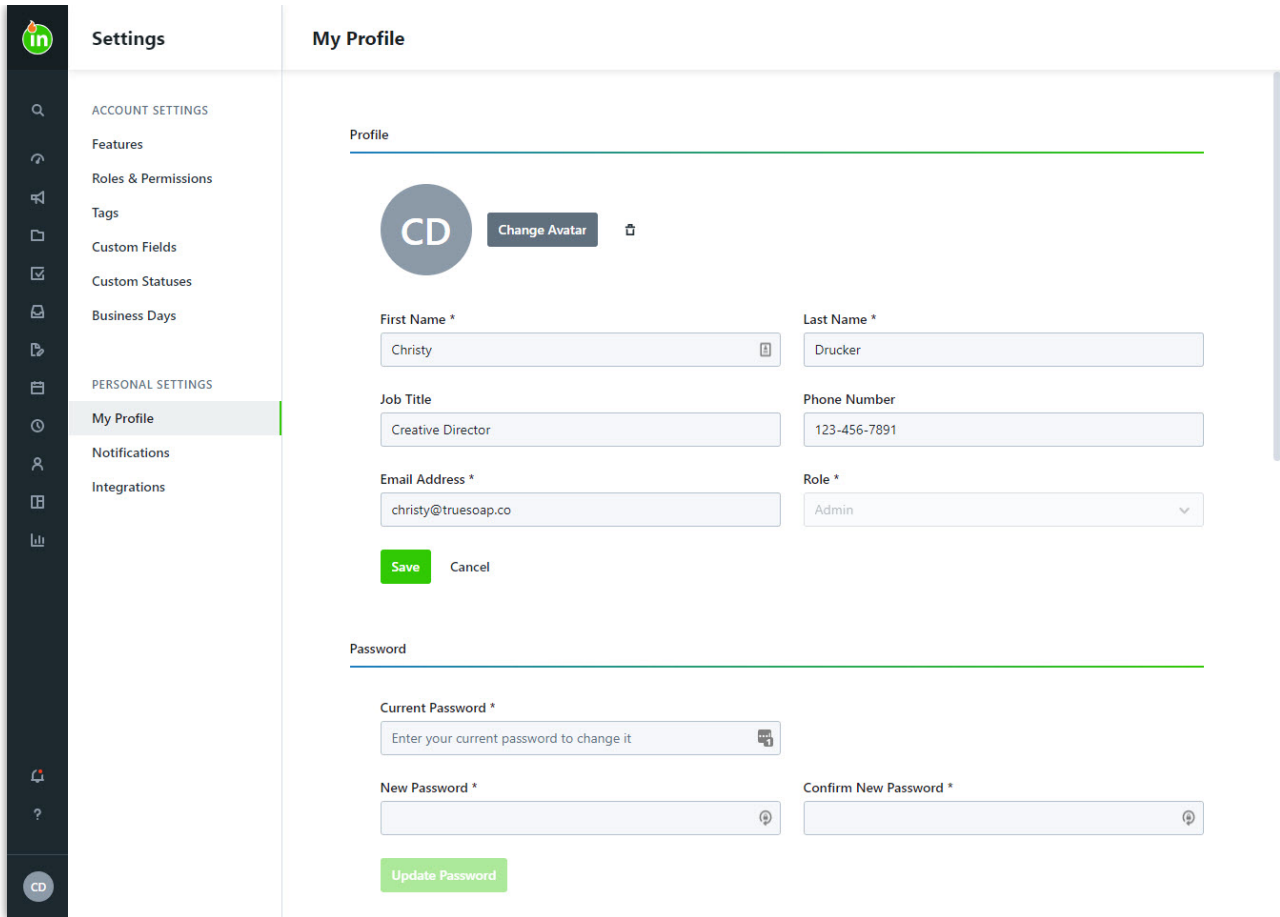 in
Settings
My Profile
ACCOUNT SETTINGS
Features
Roles & Permissions
Tags
Custom Fields
Custom Statuses
Business Days
PERSONAL SETTINGS
My Profile
Notifications
Integrations
Profile
CD
Change Avatar
First Name *
Last Name *
Christy
Drucker
Job Title
Phone Number
Creative Director
123-456-7891
Email Address *
Role *
christy@truesoap.co
Admin
Save
Cancel
Password
Current Password *
Enter your current password to change it
New Password *
Confirm New Password *
Update Password
?
CD